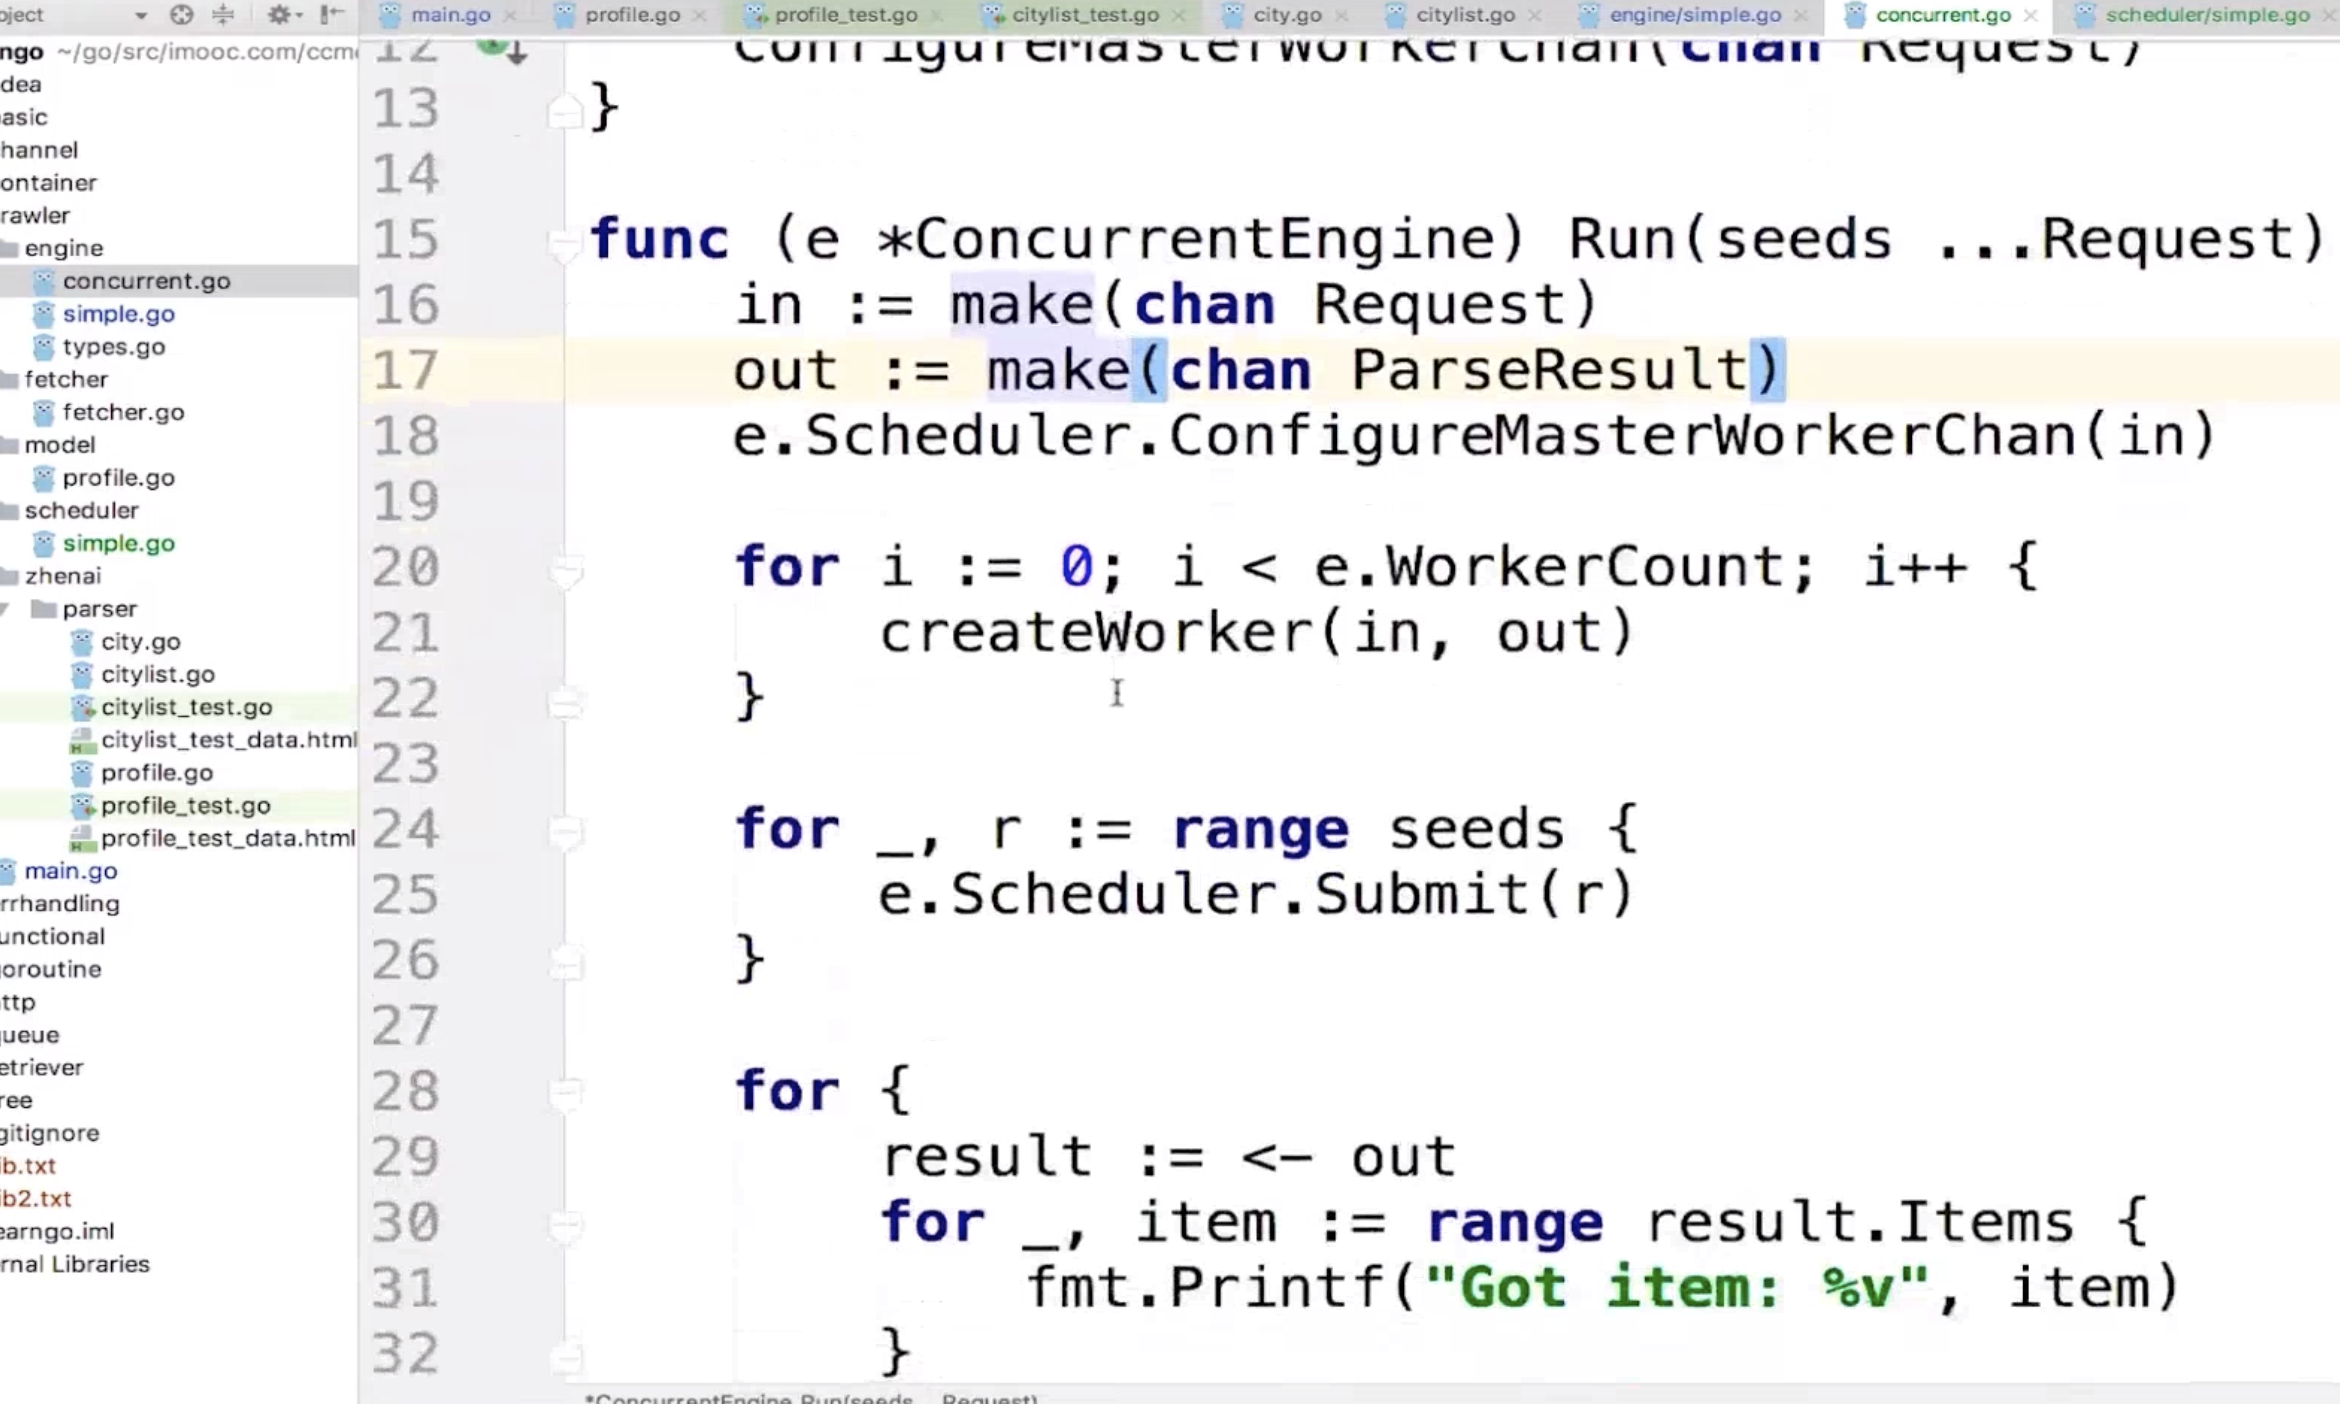 oject
main.go
profile.go
profile_test.go
citylist_test.go
city.go
citylist.go
engine/simple.go
concurrent.go
scheduler/simple.go
ngo ~/go/src/imooc.com/ccm
dea
asic
hannel
ontainer
rawler
engine
concurrent.go
simple.go
types.go
fetcher
fetcher.go
model
profile.go
scheduler
simple.go
zhenai
parser
city.go
citylist.go
citylist_test.go
citylist_test_data.html
profile.go
profile_test.go
profile_test_data.html
main.go
rrhandling
unctional
oroutine
ttp
ueue
etriever
ree
gitignore
ib.txt
ib2.txt
earngo.iml
rnal Libraries
12 ConfigureMasterWorkerChan(chan Request)
13 }
14
15 func (e *ConcurrentEngine) Run(seeds ...Request)
16 in := make(chan Request)
17 out := make(chan ParseResult)
18 e.Scheduler.ConfigureMasterWorkerChan(in)
19
20 for i := 0; i < e.WorkerCount; i++ {
21 createWorker(in, out)
22 }
23
24 for _, r := range seeds {
25 e.Scheduler.Submit(r)
26 }
27
28 for {
29 result := <- out
30 for _, item := range result.Items {
31 fmt.Printf("Got item: %v", item)
32 }
*ConcurrentEngine.Run(seeds ...Request)